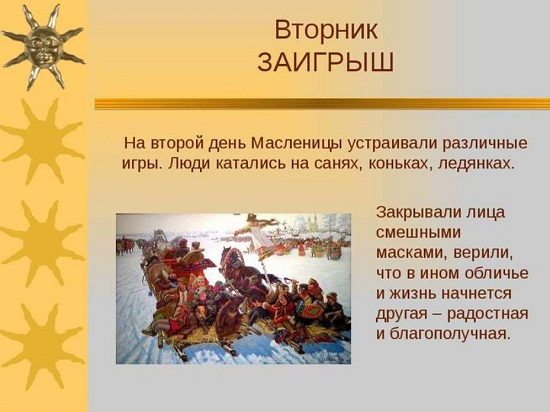 Вторник
ЗАИГРЫШ
На второй день Масленицы устраивали различные
игры. Люди катались на санях, коньках, ледянках.
Закрывали лица
смешными
масками, верили,
что в ином обличье
и жизнь начнется
другая – радостная
и благополучная.